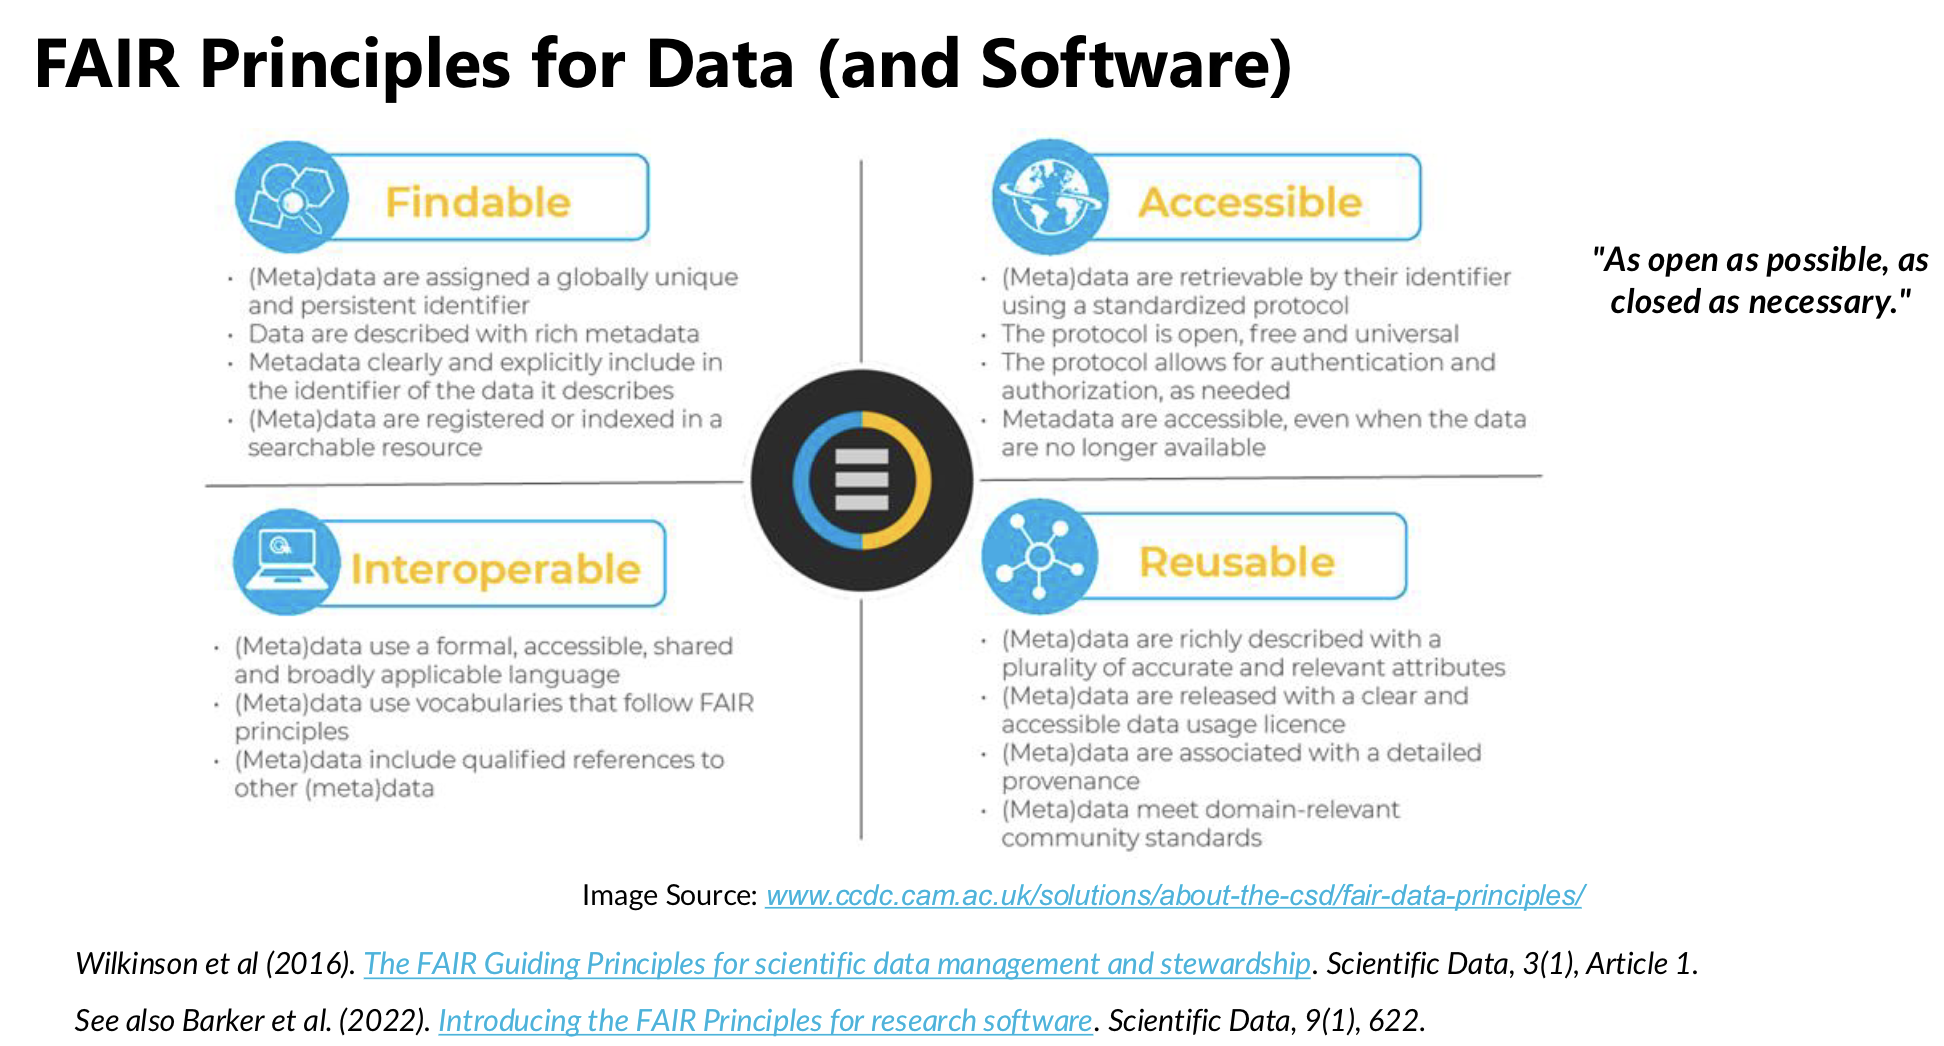 FAIR Principles for Data (and Software)
Findable
• (Meta)data are assigned a globally unique
and persistent identifier
• Data are described with rich metadata
• Metadata clearly and explicitly include in
the identifier of the data it describes
• (Meta)data are registered or indexed in a
searchable resource
Accessible
• (Meta)data are retrievable by their identifier
using a standardized protocol
• The protocol is open, free and universal
• The protocol allows for authentication and
authorization, as needed
• Metadata are accessible, even when the data
are no longer available
"As open as possible, as
closed as necessary."
Interoperable
• (Meta)data use a formal, accessible, shared
and broadly applicable language
• (Meta)data use vocabularies that follow FAIR
principles
• (Meta)data include qualified references to
other (meta)data
Reusable
• (Meta)data are richly described with a
plurality of accurate and relevant attributes
• (Meta)data are released with a clear and
accessible data usage licence
• (Meta)data are associated with a detailed
provenance
• (Meta)data meet domain-relevant
community standards
Image Source: www.ccdc.cam.ac.uk/solutions/about-the-csd/fair-data-principles/
Wilkinson et al (2016). The FAIR Guiding Principles for scientific data management and stewardship. Scientific Data, 3(1), Article 1.
See also Barker et al. (2022). Introducing the FAIR Principles for research software. Scientific Data, 9(1), 622.